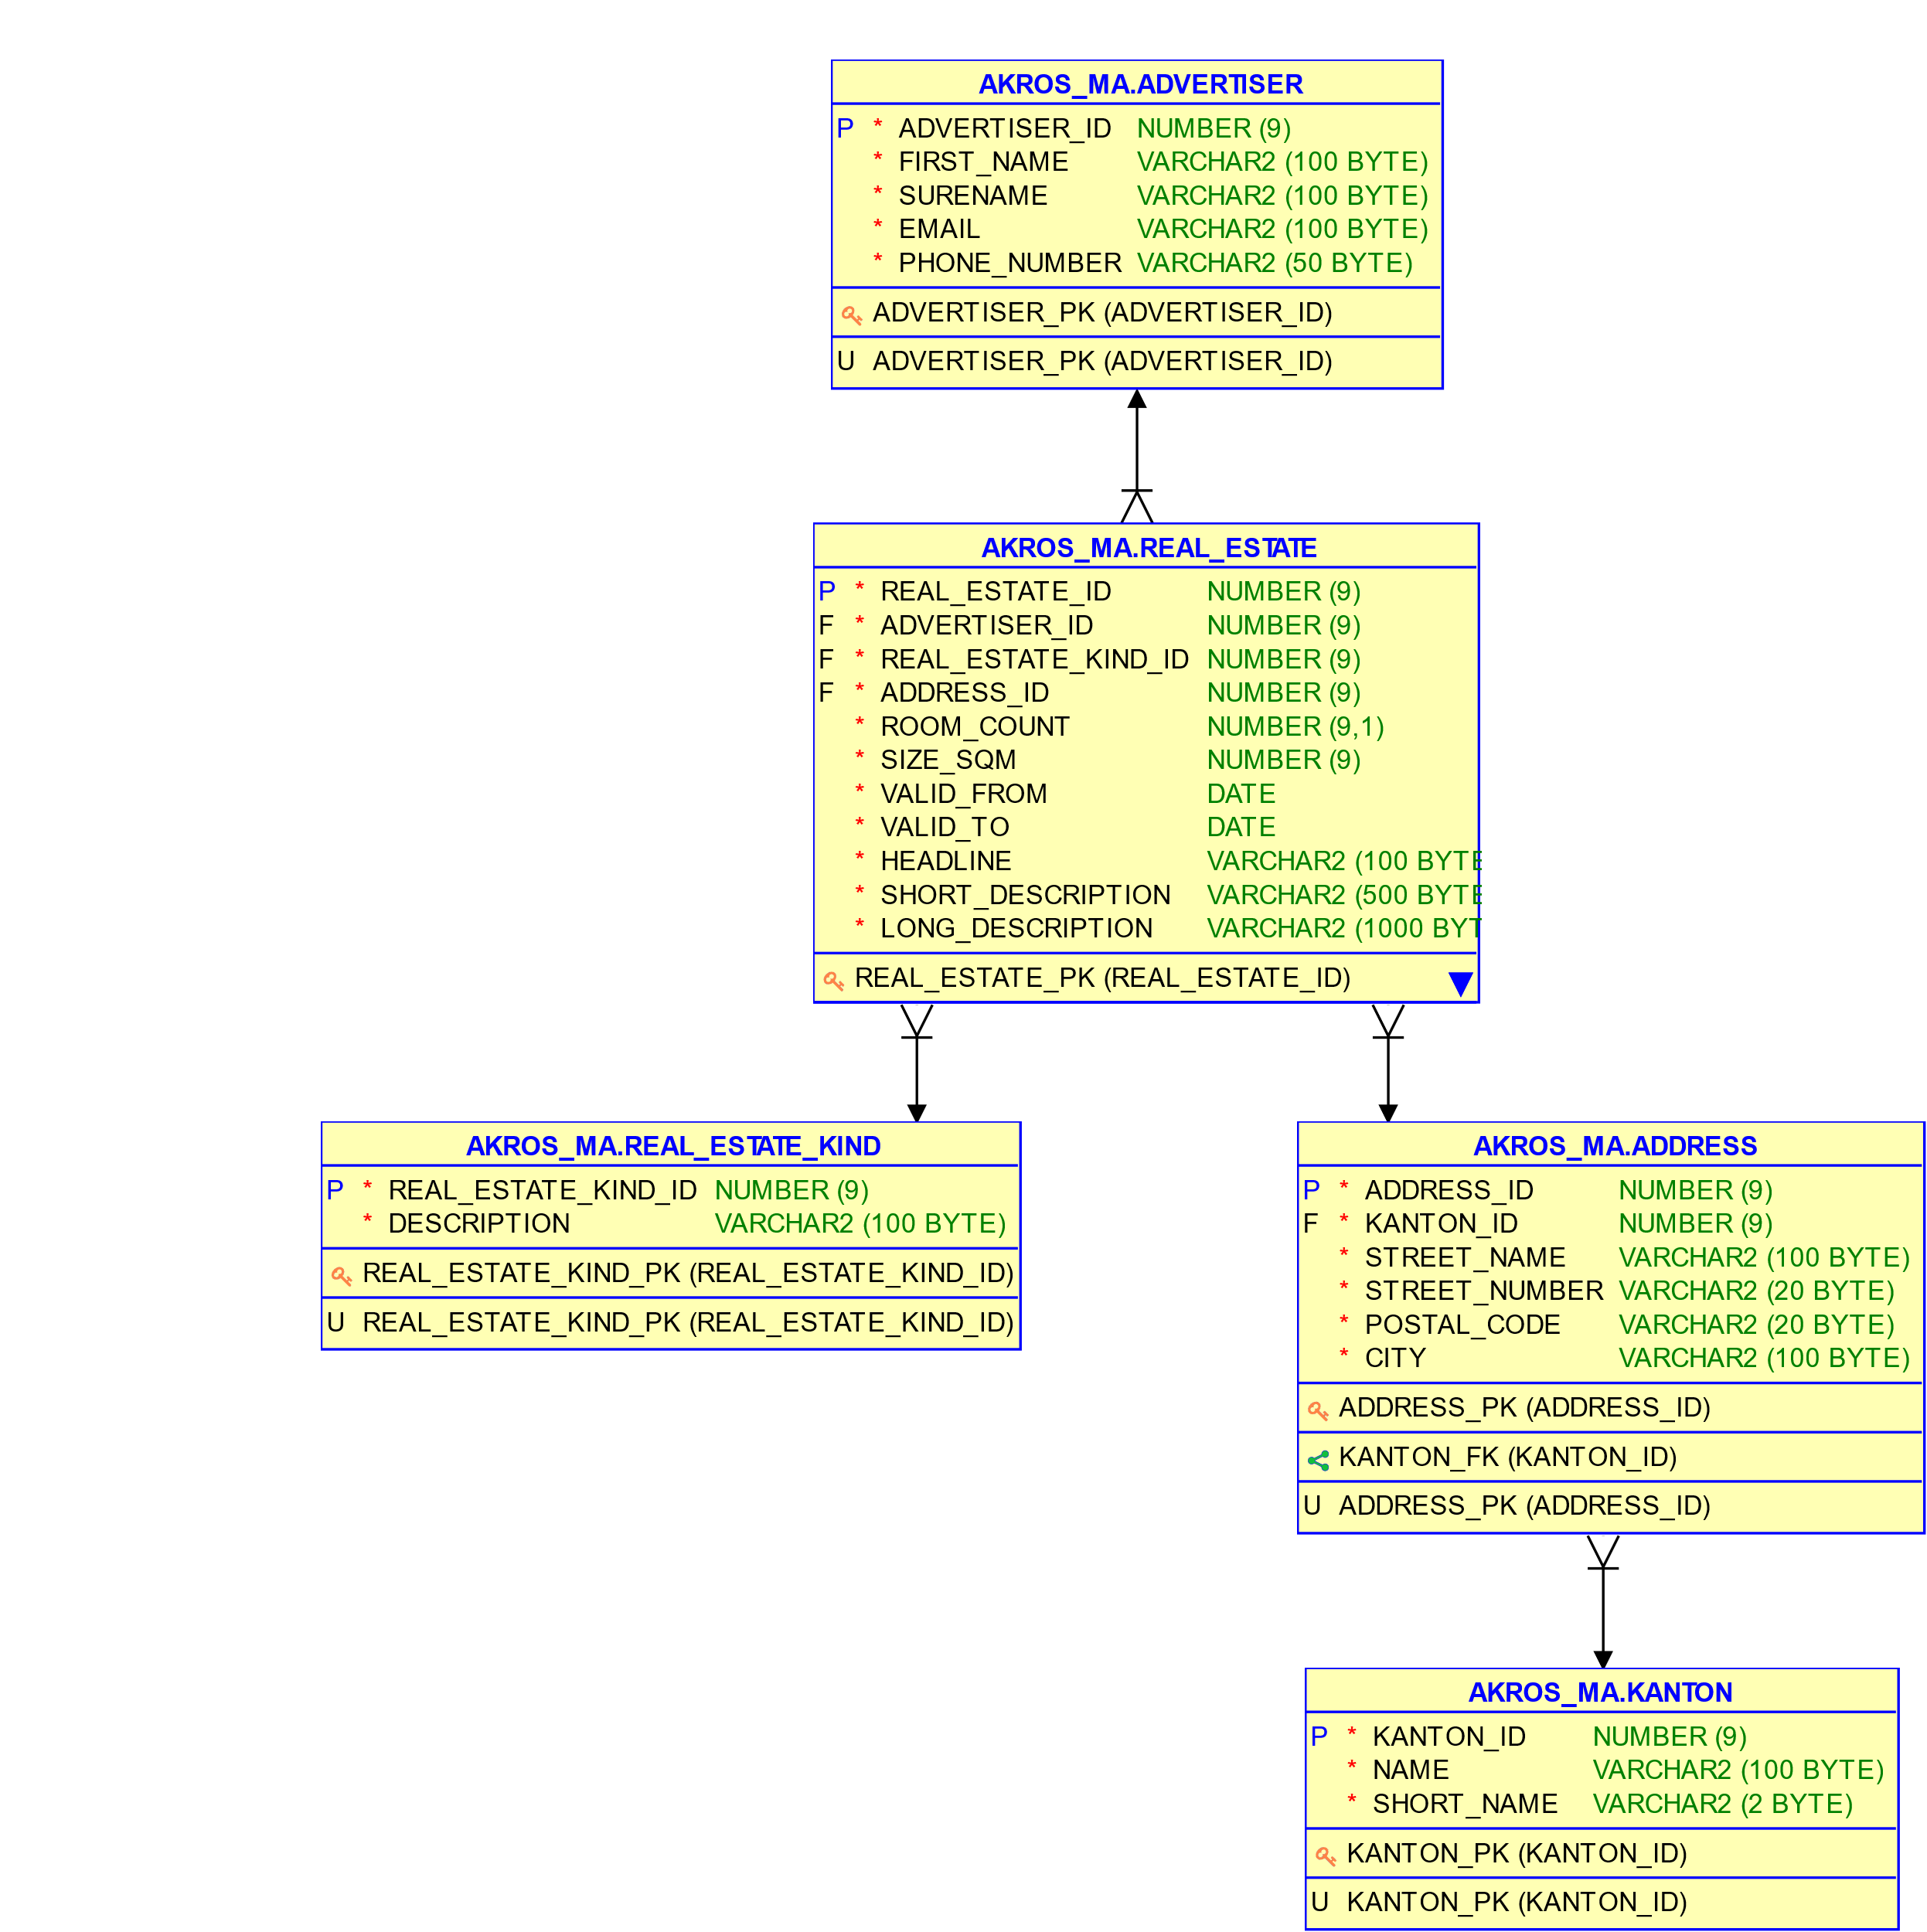 AKROS_MA.ADVERTISER
P * ADVERTISER_ID NUMBER (9)
* FIRST_NAME VARCHAR2 (100 BYTE)
* SURENAME VARCHAR2 (100 BYTE)
* EMAIL VARCHAR2 (100 BYTE)
* PHONE_NUMBER VARCHAR2 (50 BYTE)
ADVERTISER_PK (ADVERTISER_ID)
U ADVERTISER_PK (ADVERTISER_ID)
AKROS_MA.REAL_ESTATE
P * REAL_ESTATE_ID NUMBER (9)
F * ADVERTISER_ID NUMBER (9)
F * REAL_ESTATE_KIND_ID NUMBER (9)
F * ADDRESS_ID NUMBER (9)
* ROOM_COUNT NUMBER (9,1)
* SIZE_SQM NUMBER (9)
* VALID_FROM DATE
* VALID_TO DATE
* HEADLINE VARCHAR2 (100 BYTE
* SHORT_DESCRIPTION VARCHAR2 (500 BYTE
* LONG_DESCRIPTION VARCHAR2 (1000 BYT
REAL_ESTATE_PK (REAL_ESTATE_ID)
AKROS_MA.REAL_ESTATE_KIND
P * REAL_ESTATE_KIND_ID NUMBER (9)
* DESCRIPTION VARCHAR2 (100 BYTE)
REAL_ESTATE_KIND_PK (REAL_ESTATE_KIND_ID)
U REAL_ESTATE_KIND_PK (REAL_ESTATE_KIND_ID)
AKROS_MA.ADDRESS
P * ADDRESS_ID NUMBER (9)
F * KANTON_ID NUMBER (9)
* STREET_NAME VARCHAR2 (100 BYTE)
* STREET_NUMBER VARCHAR2 (20 BYTE)
* POSTAL_CODE VARCHAR2 (20 BYTE)
* CITY VARCHAR2 (100 BYTE)
ADDRESS_PK (ADDRESS_ID)
KANTON_FK (KANTON_ID)
U ADDRESS_PK (ADDRESS_ID)
AKROS_MA.KANTON
P * KANTON_ID NUMBER (9)
* NAME VARCHAR2 (100 BYTE)
* SHORT_NAME VARCHAR2 (2 BYTE)
KANTON_PK (KANTON_ID)
U KANTON_PK (KANTON_ID)